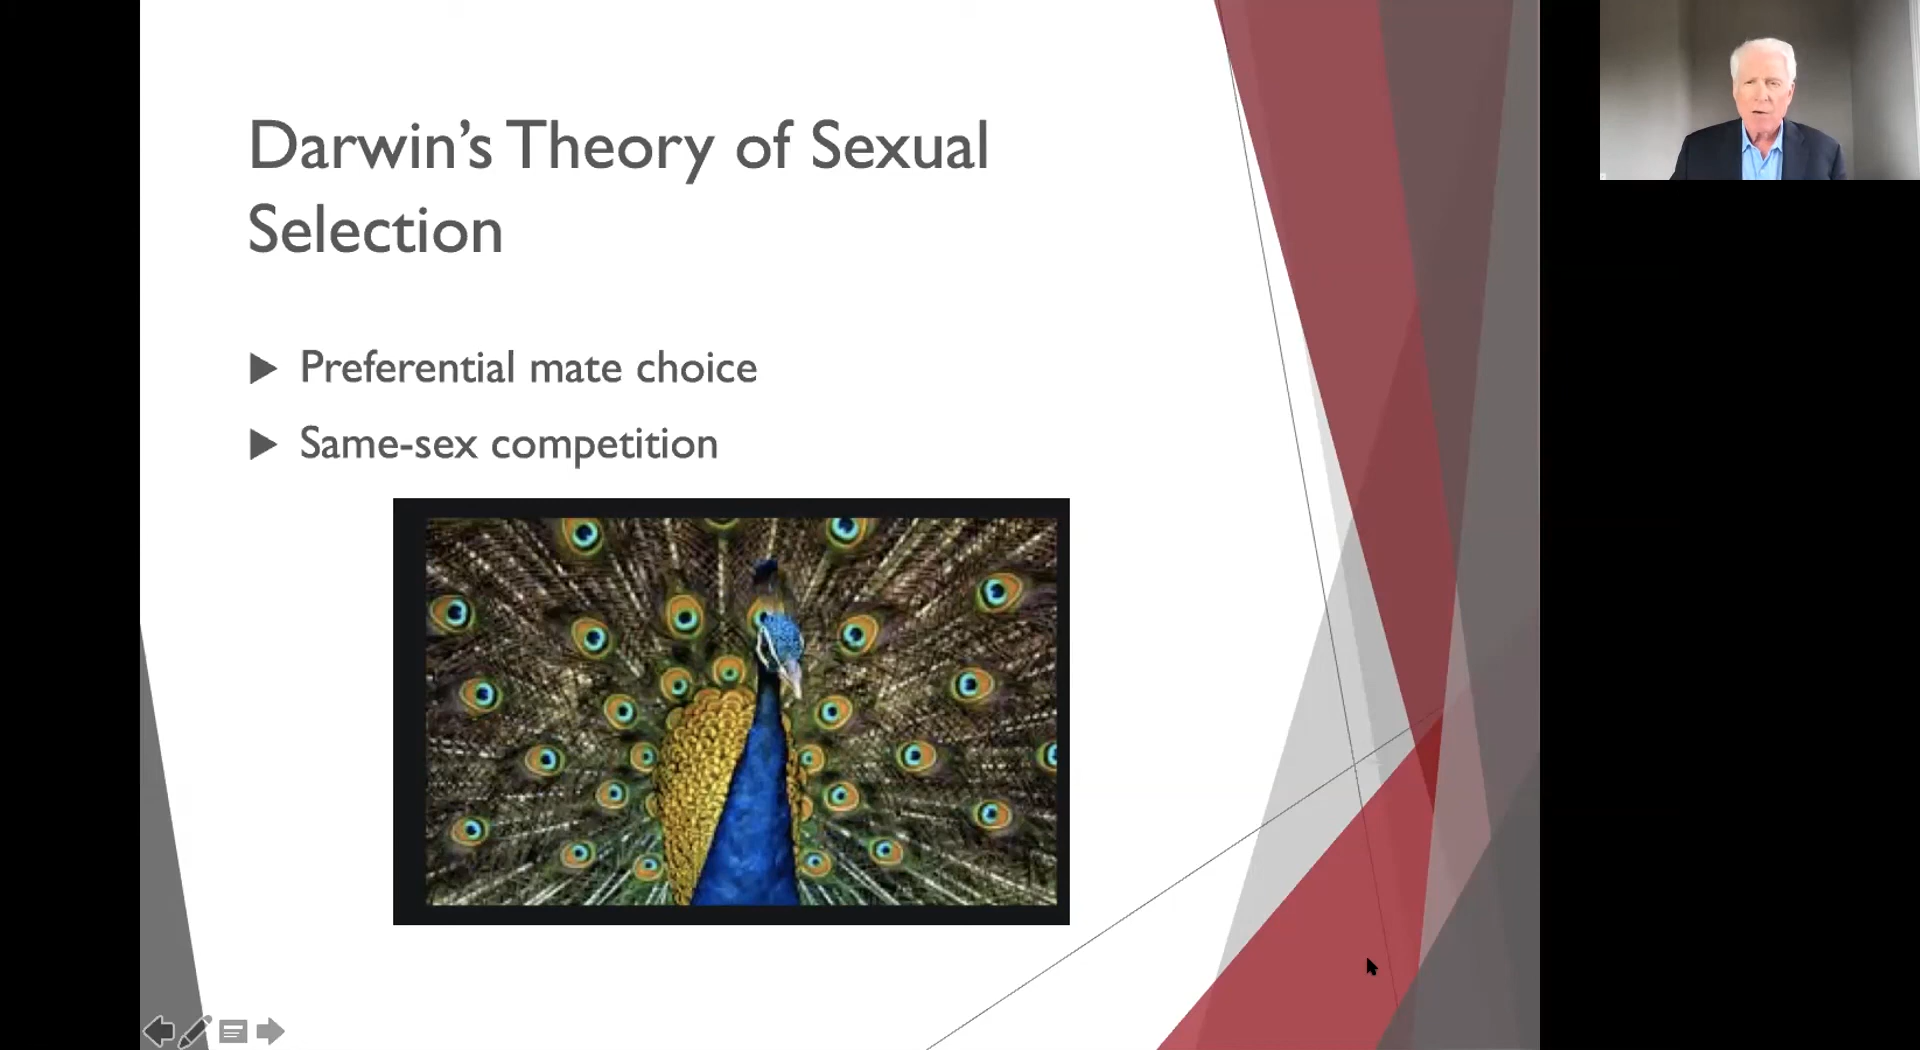 Darwin’s Theory of Sexual
Selection
Preferential mate choice
Same-sex competition